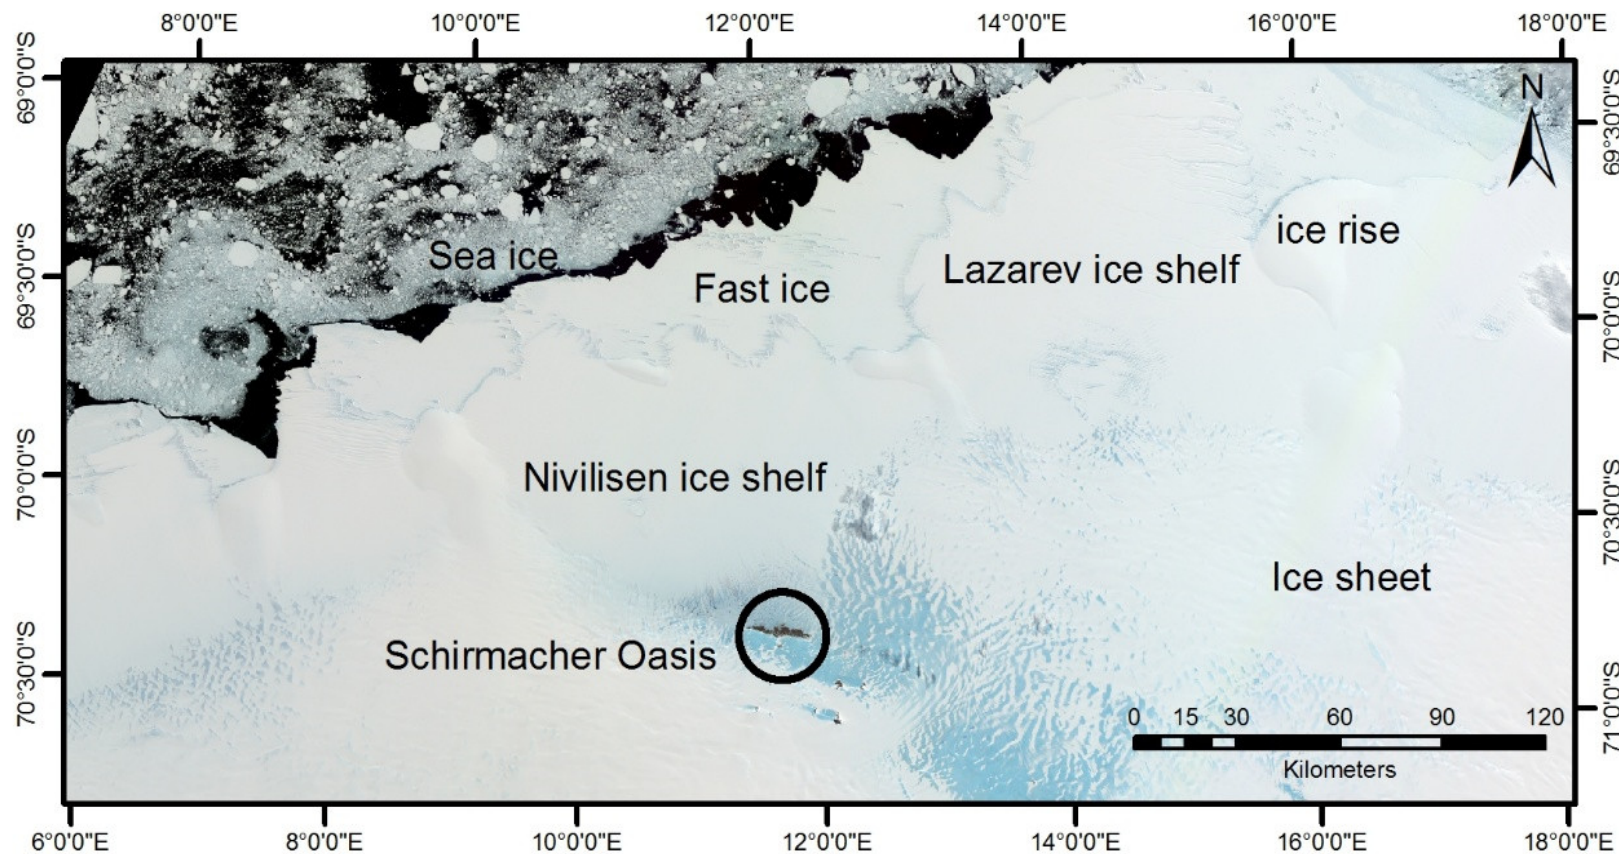 8°0'0"E 10°0'0"E 12°0'0"E 14°0'0"E 16°0'0"E 18°0'0"E
69°0'0"S
69°30'0"S
N
ice rise
Sea ice
Lazarev ice shelf
Fast ice
69°30'0"S
70°0'0"S
Nivilisen ice shelf
70°0'0"S
70°30'0"S
Ice sheet
Schirmacher Oasis
70°30'0"S
71°0'0"S
0 15 30 60 90 120
Kilometers
6°0'0"E 8°0'0"E 10°0'0"E 12°0'0"E 14°0'0"E 16°0'0"E 18°0'0"E